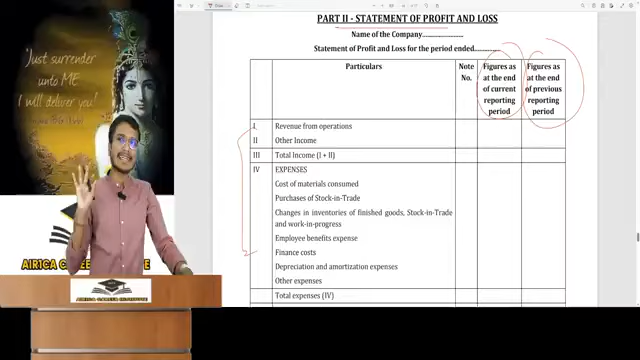 "Just surrender
unto ME
I will deliver you!
PART II – STATEMENT OF PROFIT AND LOSS
Name of the Company........................
Statement of Profit and Loss for the period ended..............
Particulars
Note No.
Figures as at the end of current reporting period
Figures as at the end of previous reporting period
I Revenue from operations
II Other Income
III Total Income (I + II)
IV EXPENSES
Cost of materials consumed
Purchases of Stock-in-Trade
Changes in inventories of finished goods, Stock-in-Trade
and work-in-progress
Employee benefits expense
Finance costs
Depreciation and amortization expenses
Other expenses
Total expenses (IV)
AIRICA CAREER INSTITUTE
AIRICA CAREER INSTITUTE